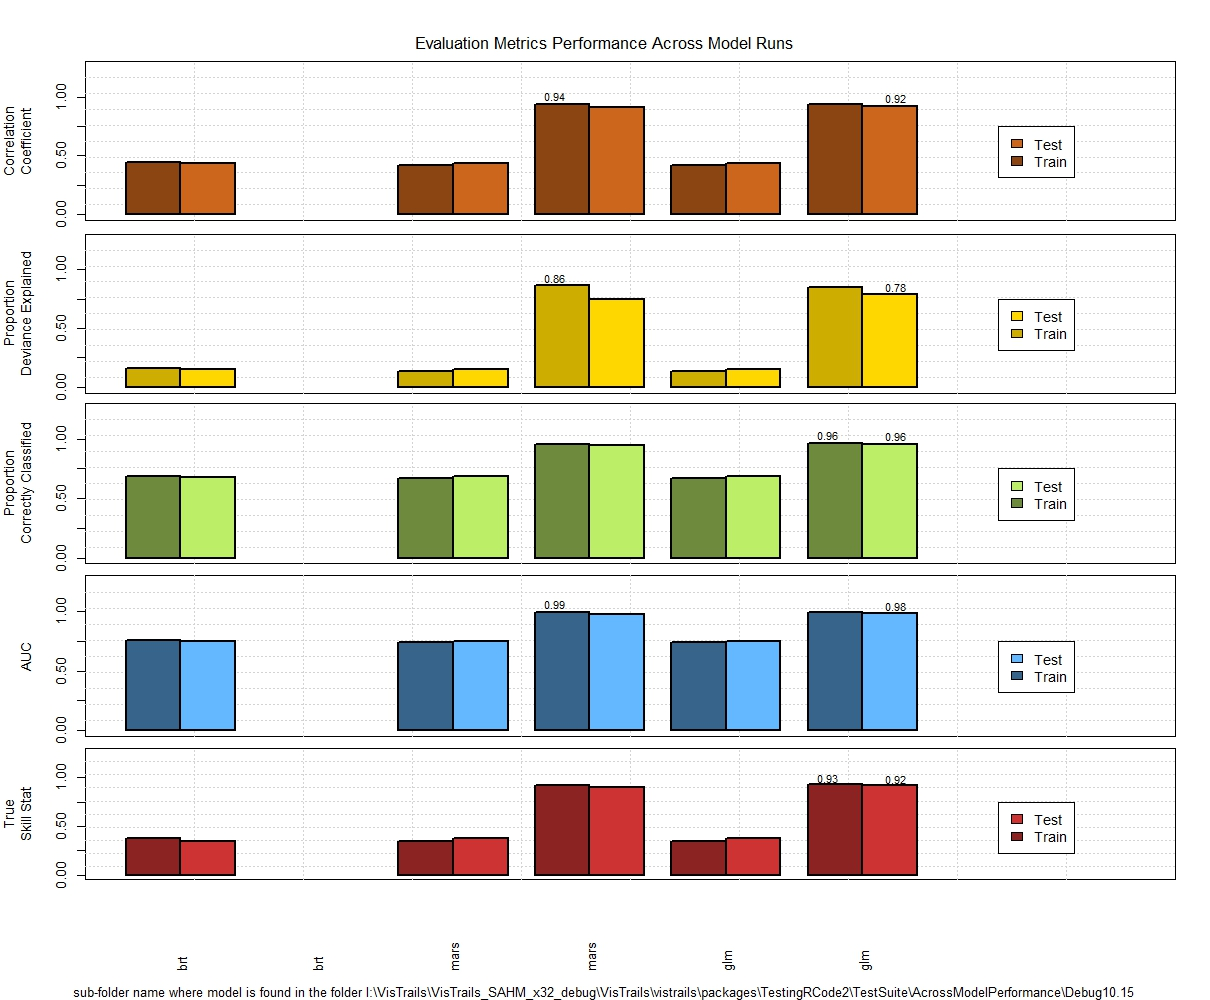 Evaluation Metrics Performance Across Model Runs
Correlation
Coefficient
0.00
0.50
1.00
0.94
0.92
Test
Train
Proportion
Deviance Explained
0.00
0.50
1.00
0.86
0.78
Test
Train
Proportion
Correctly Classified
0.00
0.50
1.00
0.96
0.96
Test
Train
AUC
0.00
0.50
1.00
0.99
0.98
Test
Train
True
Skill Stat
0.00
0.50
1.00
0.93
0.92
Test
Train
brt
brt
mars
mars
glm
glm
sub-folder name where model is found in the folder I:\VisTrails\VisTrails_SAHM_x32_debug\VisTrails\vistrails\packages\TestingRCode2\TestSuite\AcrossModelPerformance\Debug10.15